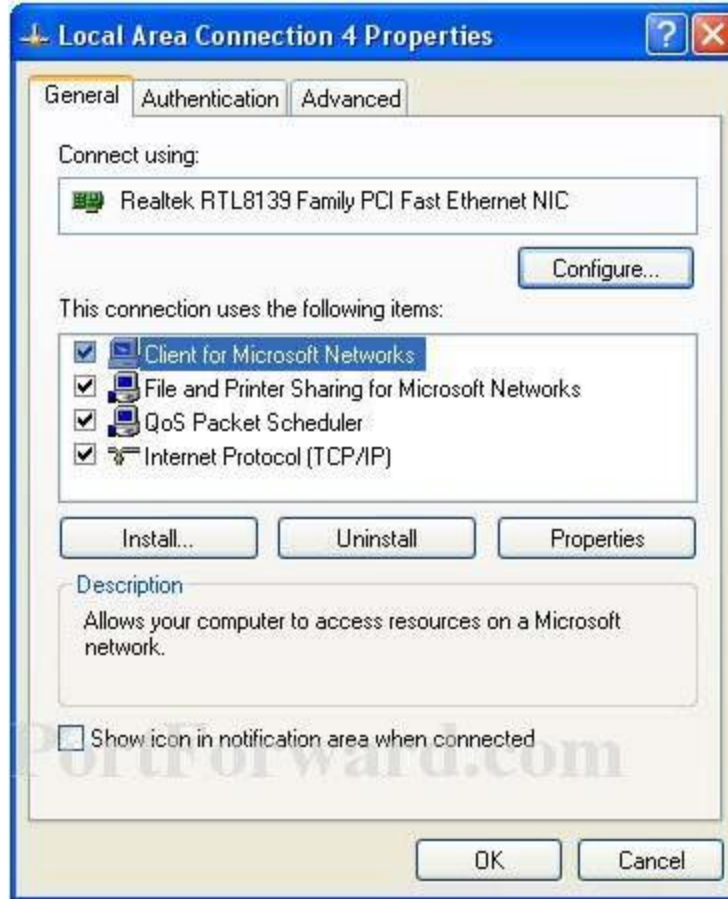 Local Area Connection 4 Properties
General Authentication Advanced
Connect using:
Realtek RTL8139 Family PCI Fast Ethernet NIC
Configure...
This connection uses the following items:
Client for Microsoft Networks
File and Printer Sharing for Microsoft Networks
QoS Packet Scheduler
Internet Protocol (TCP/IP)
Install... Uninstall Properties
Description
Allows your computer to access resources on a Microsoft
network.
Show icon in notification area when connected
PortForward.com
OK Cancel